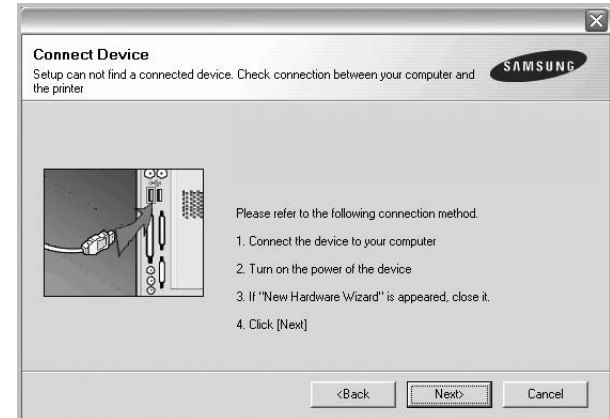 Connect Device
Setup can not find a connected device. Check connection between your computer and
the printer
SAMSUNG
Please refer to the following connection method.
1. Connect the device to your computer
2. Turn on the power of the device
3. If "New Hardware Wizard" is appeared, close it.
4. Click [Next]
<Back
Next>
Cancel